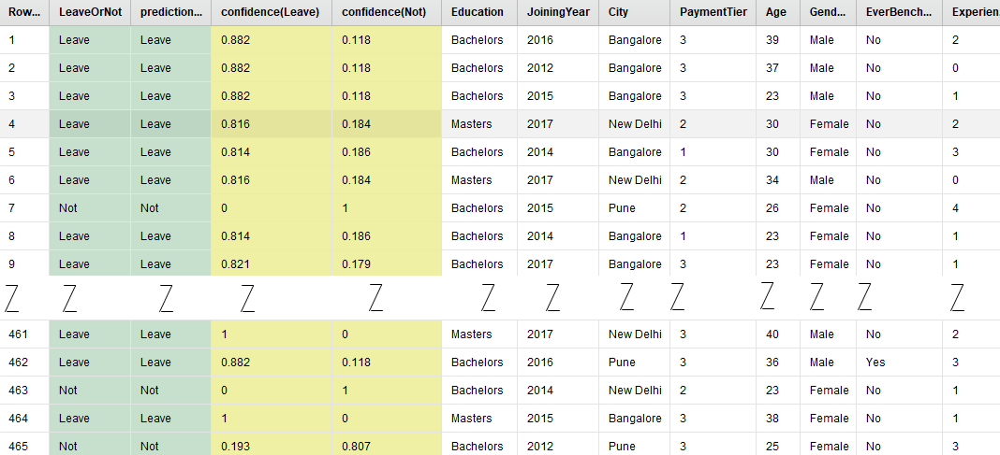 Row... LeaveOrNot prediction... confidence(Leave) confidence(Not) Education JoiningYear City PaymentTier Age Gend... EverBench... Experien
1 Leave Leave 0.882 0.118 Bachelors 2016 Bangalore 3 39 Male No 2
2 Leave Leave 0.882 0.118 Bachelors 2012 Bangalore 3 37 Male No 0
3 Leave Leave 0.882 0.118 Bachelors 2015 Bangalore 3 23 Male No 1
4 Leave Leave 0.816 0.184 Masters 2017 New Delhi 2 30 Female No 2
5 Leave Leave 0.814 0.186 Bachelors 2014 Bangalore 1 30 Female No 3
6 Leave Leave 0.816 0.184 Masters 2017 New Delhi 2 34 Male No 0
7 Not Not 0 1 Bachelors 2015 Pune 2 26 Female No 4
8 Leave Leave 0.814 0.186 Bachelors 2014 Bangalore 1 23 Female No 1
9 Leave Leave 0.821 0.179 Bachelors 2017 Bangalore 3 23 Female No 1
461 Leave Leave 1 0 Masters 2017 New Delhi 3 40 Male No 2
462 Leave Leave 0.882 0.118 Bachelors 2016 Pune 3 36 Male Yes 3
463 Not Not 0 1 Bachelors 2014 New Delhi 2 23 Female No 1
464 Leave Leave 1 0 Masters 2015 Bangalore 3 38 Female No 1
465 Not Not 0.193 0.807 Bachelors 2012 Pune 3 25 Female No 3